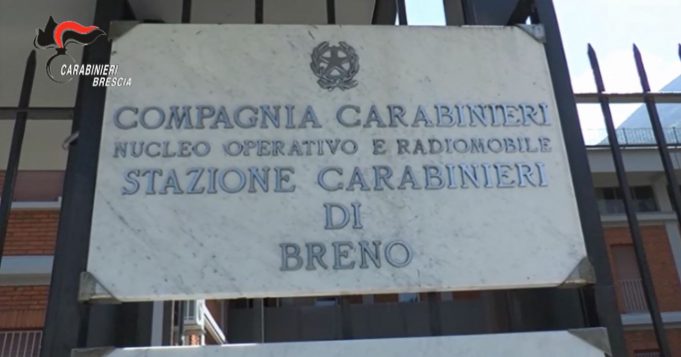 CARABINIERI
BRESCIA
COMPAGNIA CARABINIERI
NUCLEO OPERATIVO E RADIOMOBILE
STAZIONE CARABINIERI
DI
BRENO